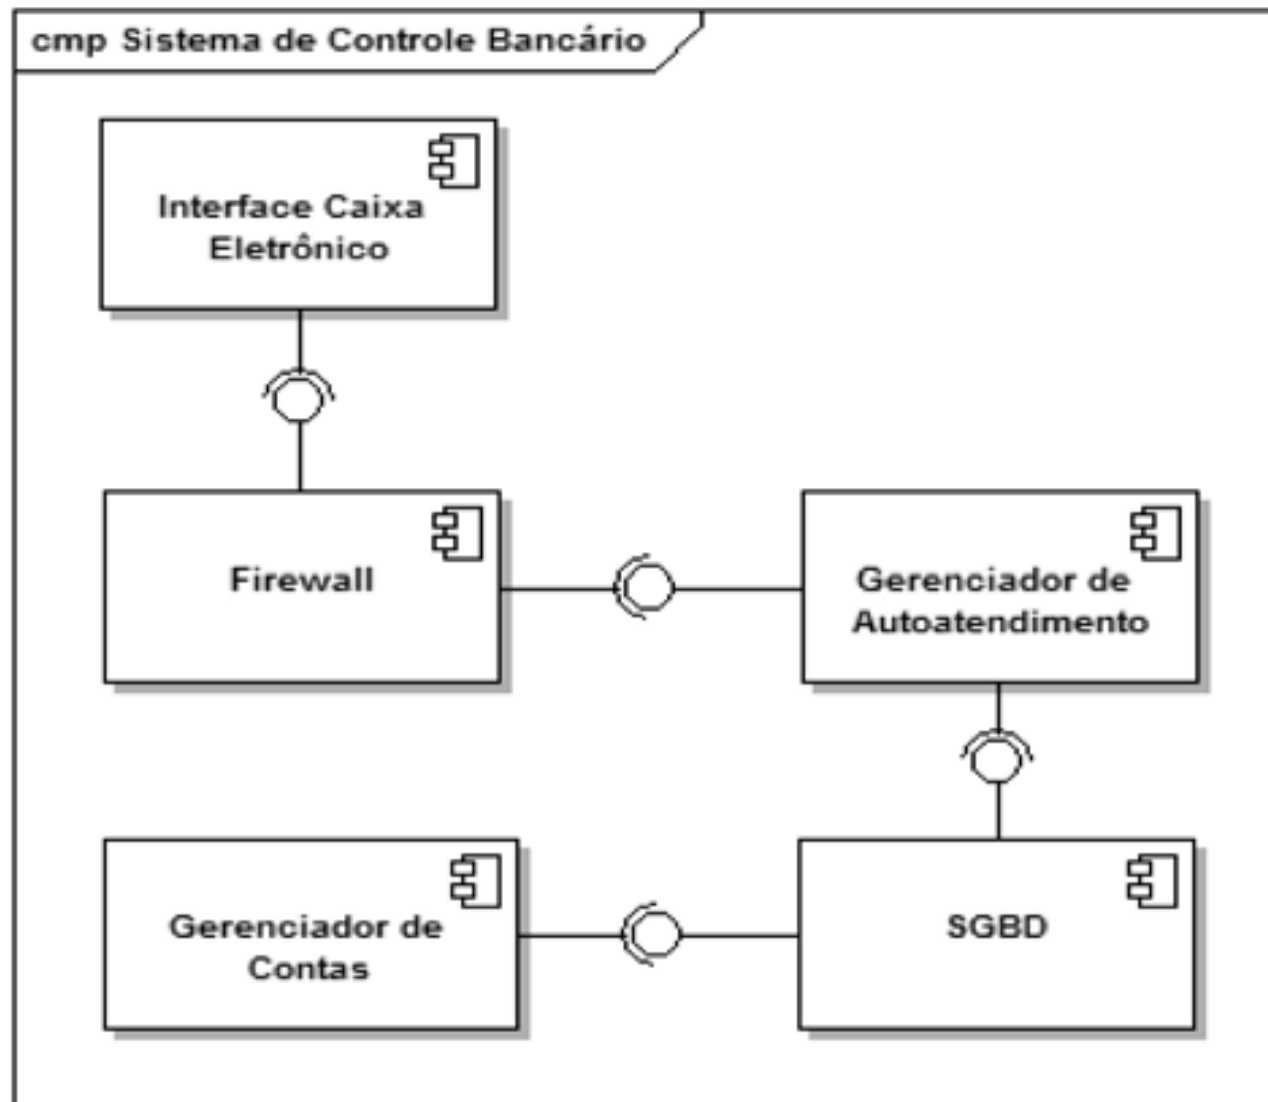 cmp Sistema de Controle Bancário
Interface Caixa
Eletrônico
Firewall
Gerenciador de
Autoatendimento
Gerenciador de
Contas
SGBD